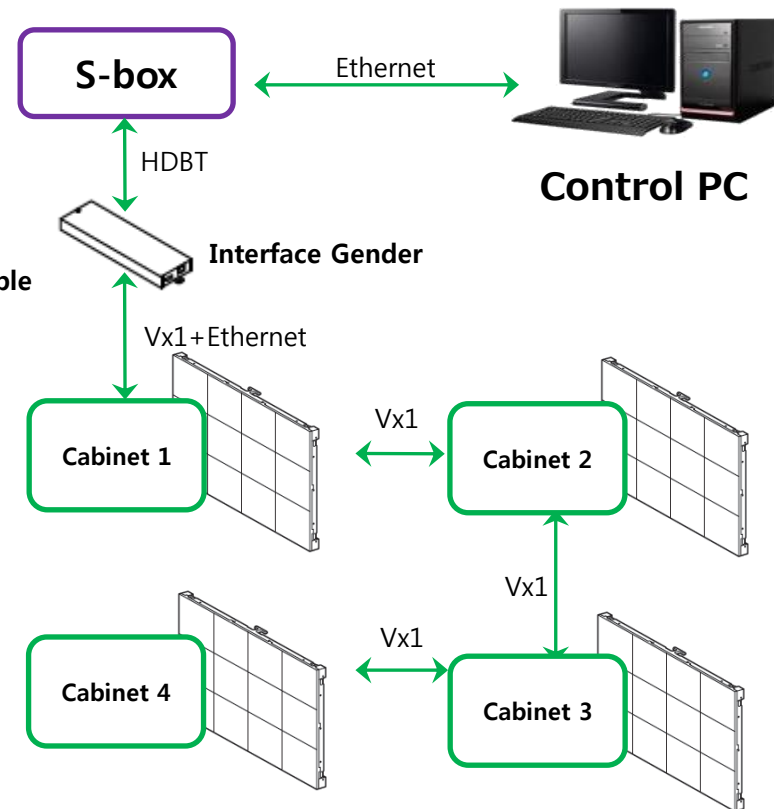 S-box
Ethernet
HDBT
Control PC
Interface Gender
Vx1+Ethernet
Cabinet 1
Vx1
Cabinet 2
Vx1
Cabinet 4
Vx1
Cabinet 3